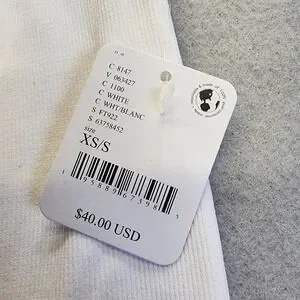 C 8147
V 063427
C 1100
C WHITE
C WHT/BLANC
S FT922
S 63758452
size
XS/S
$40.00 USD